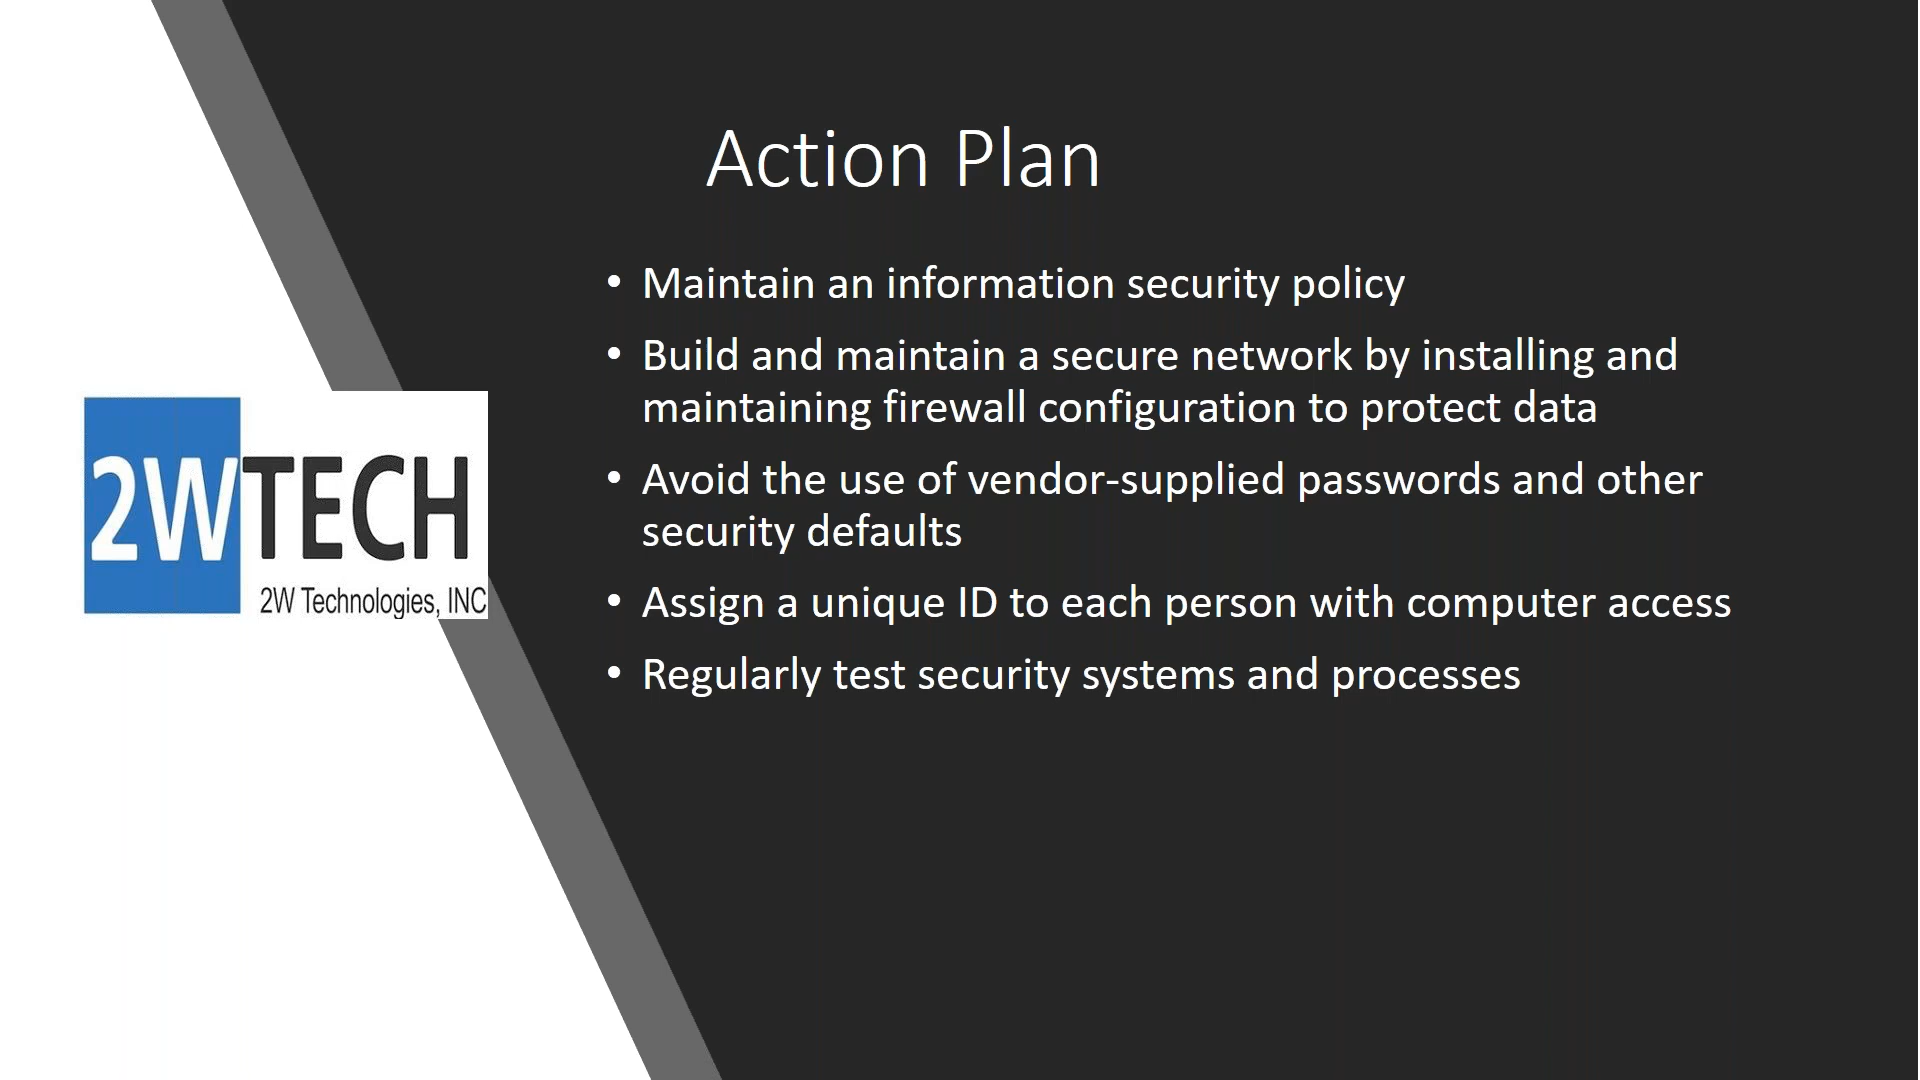 Action Plan
• Maintain an information security policy
• Build and maintain a secure network by installing and
maintaining firewall configuration to protect data
• Avoid the use of vendor-supplied passwords and other
security defaults
• Assign a unique ID to each person with computer access
• Regularly test security systems and processes
2WTECH
2W Technologies, INC